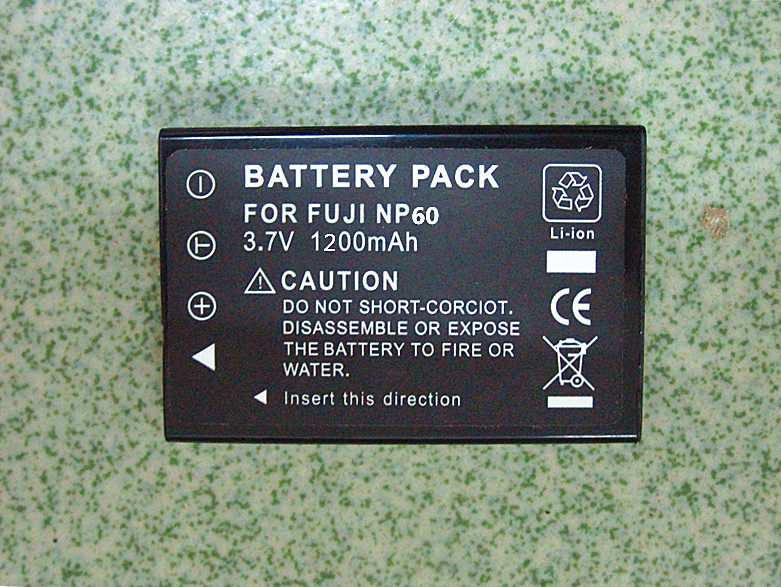 BATTERY PACK
FOR FUJI NP60
3.7V 1200mAh
Li-ion
CAUTION
DO NOT SHORT-CORCIOT.
DISASSEMBLE OR EXPOSE
THE BATTERY TO FIRE OR
WATER.
Insert this direction
CE